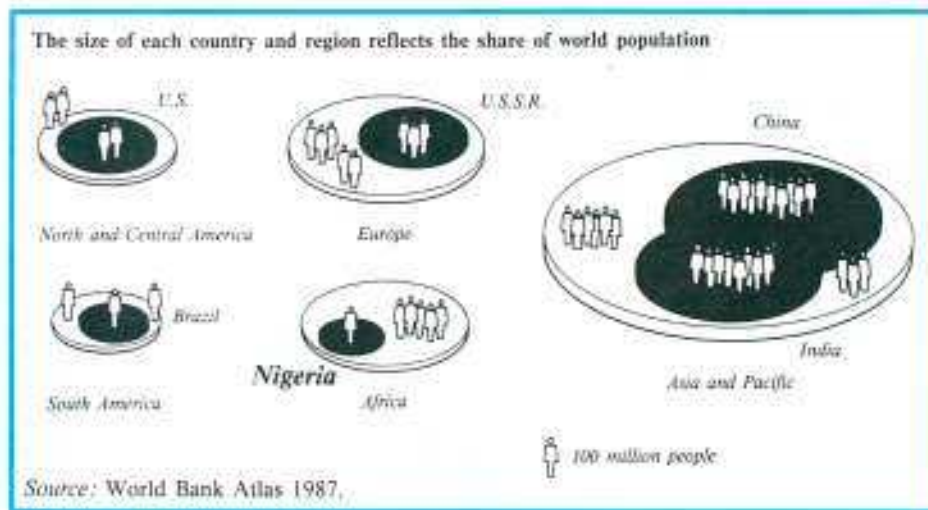 The size of each country and region reflects the share of world population
U.S.
U.S.S.R.
China
North and Central America
Europe
Brazil
India
Nigeria
Asia and Pacific
South America
Africa
100 million people
Source: World Bank Atlas 1987.